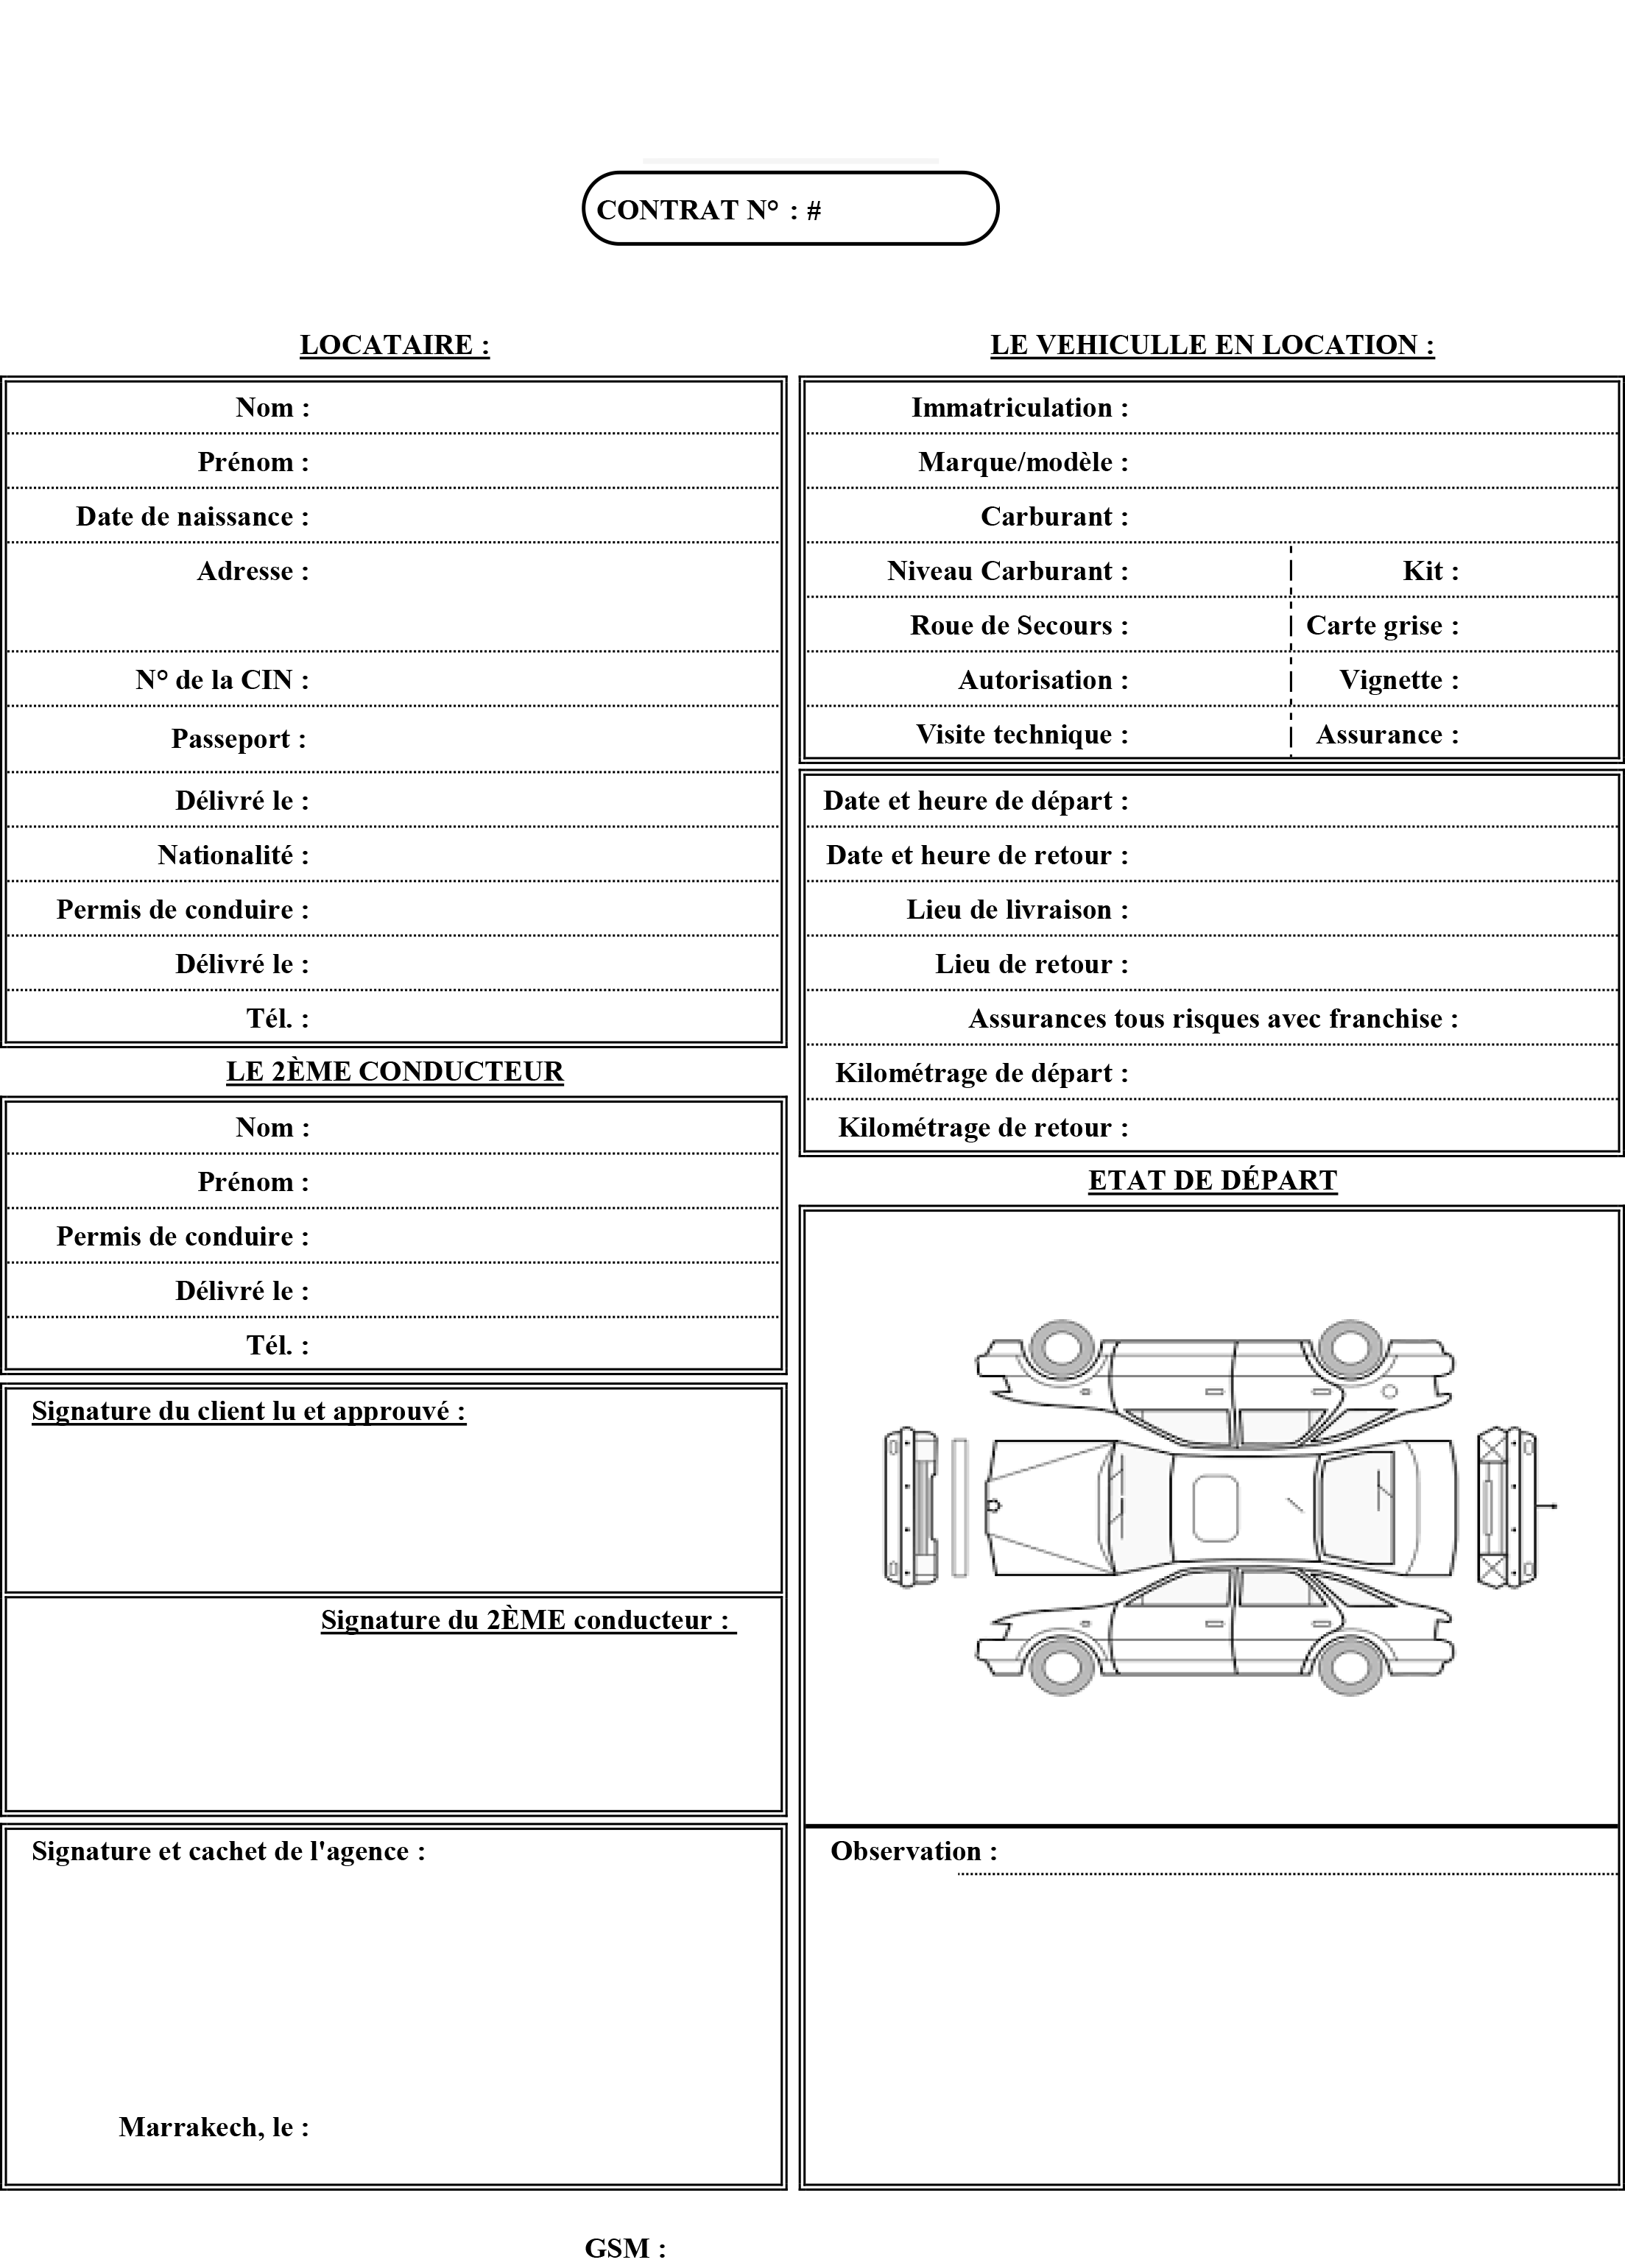 CONTRAT N° : #
LOCATAIRE :
Nom :
Prénom :
Date de naissance :
Adresse :
N° de la CIN :
Passeport :
Délivré le :
Nationalité :
Permis de conduire :
Délivré le :
Tél. :
LE 2ÈME CONDUCTEUR
Nom :
Prénom :
Permis de conduire :
Délivré le :
Tél. :
Signature du client lu et approuvé :
Signature du 2ÈME conducteur :
Signature et cachet de l'agence :
Marrakech, le :
LE VEHICULLE EN LOCATION :
Immatriculation :
Marque/modèle :
Carburant :
Niveau Carburant : Kit :
Roue de Secours : Carte grise :
Autorisation : Vignette :
Visite technique : Assurance :
Date et heure de départ :
Date et heure de retour :
Lieu de livraison :
Lieu de retour :
Assurances tous risques avec franchise :
Kilométrage de départ :
Kilométrage de retour :
ETAT DE DÉPART
Observation :
GSM :